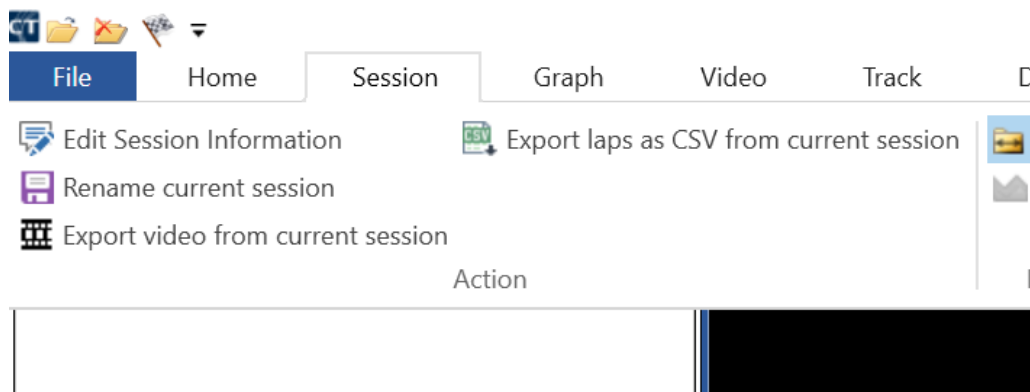 CT
File Home Session Graph Video Track D
Edit Session Information Export laps as CSV from current session
Rename current session
Export video from current session
Action